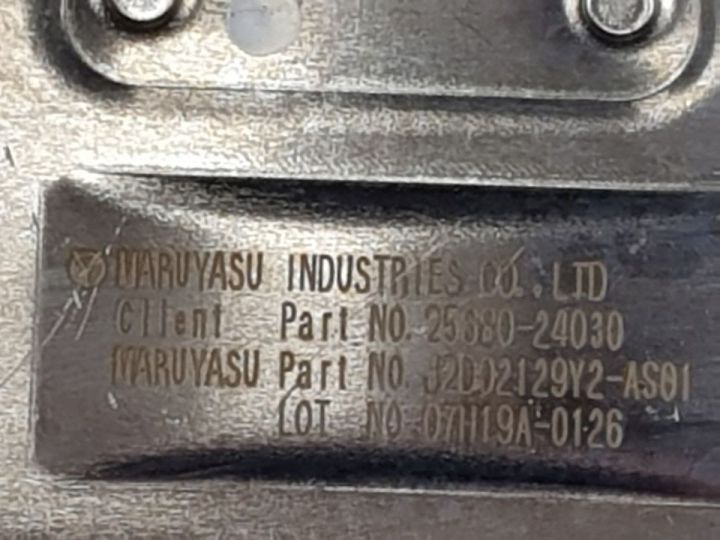 MARUYASU INDUSTRIES CO.,LTD
Client Part NO. 25680-24030
MARUYASU Part NO. J2D02129Y2-AS01
LOT NO 07H19A-0126